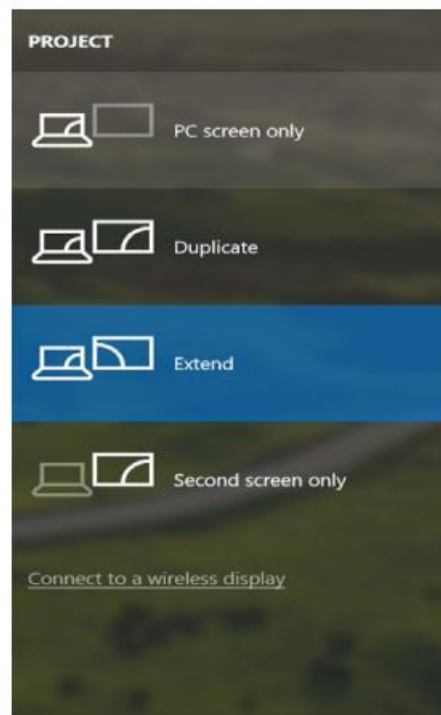 PROJECT
PC screen only
Duplicate
Extend
Second screen only
Connect to a wireless display